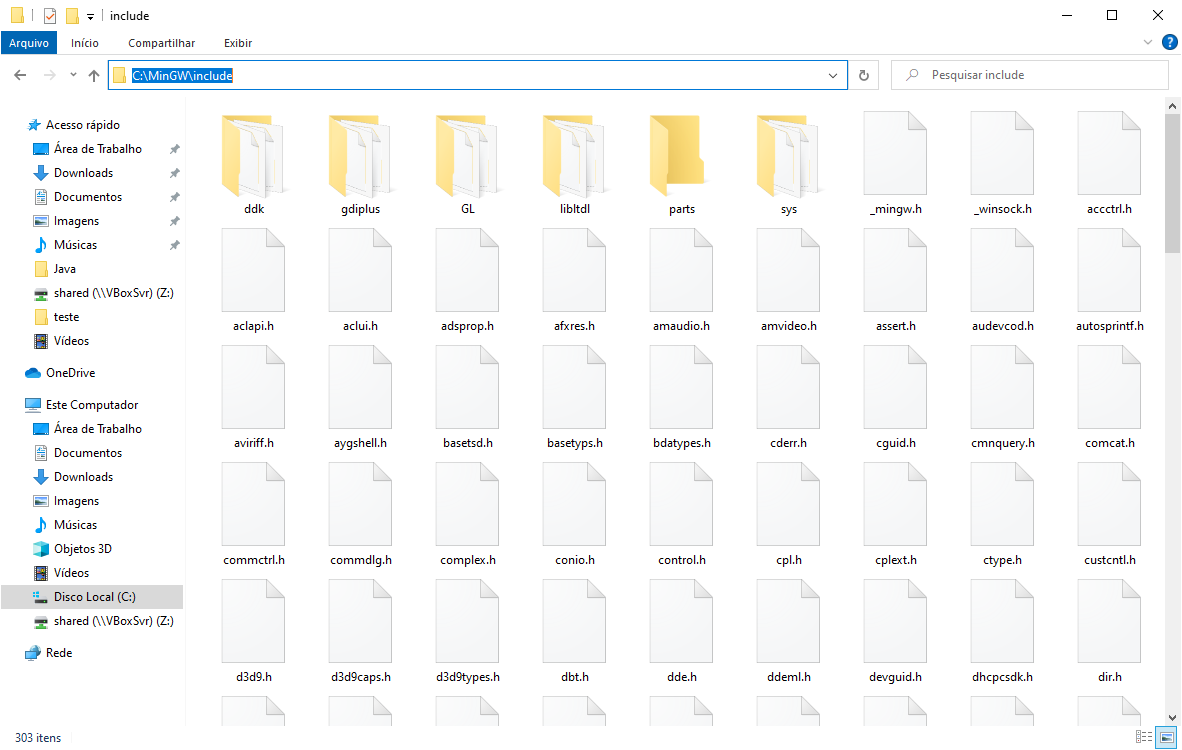 include
Arquivo Início Compartilhar Exibir ?
C:\MinGW\include Pesquisar include
Acesso rápido
Área de Trabalho
Downloads
Documentos
Imagens
Músicas
Java
shared (\\VBoxSvr) (Z:)
teste
Vídeos
OneDrive
Este Computador
Área de Trabalho
Documentos
Downloads
Imagens
Músicas
Objetos 3D
Vídeos
Disco Local (C:)
shared (\\VBoxSvr) (Z:)
Rede
ddk gdiplus GL libltdl parts sys _mingw.h _winsock.h accctrl.h
aclapi.h aclui.h adsprop.h afxres.h amaudio.h amvideo.h assert.h audevcod.h autosprintf.h
aviriff.h aygshell.h basetsd.h basetyps.h bdatypes.h cderr.h cguid.h cmnquery.h comcat.h
commctrl.h commdlg.h complex.h conio.h control.h cpl.h cplext.h ctype.h custcntl.h
d3d9.h d3d9caps.h d3d9types.h dbt.h dde.h ddeml.h devguid.h dhcpcsdk.h dir.h
303 itens